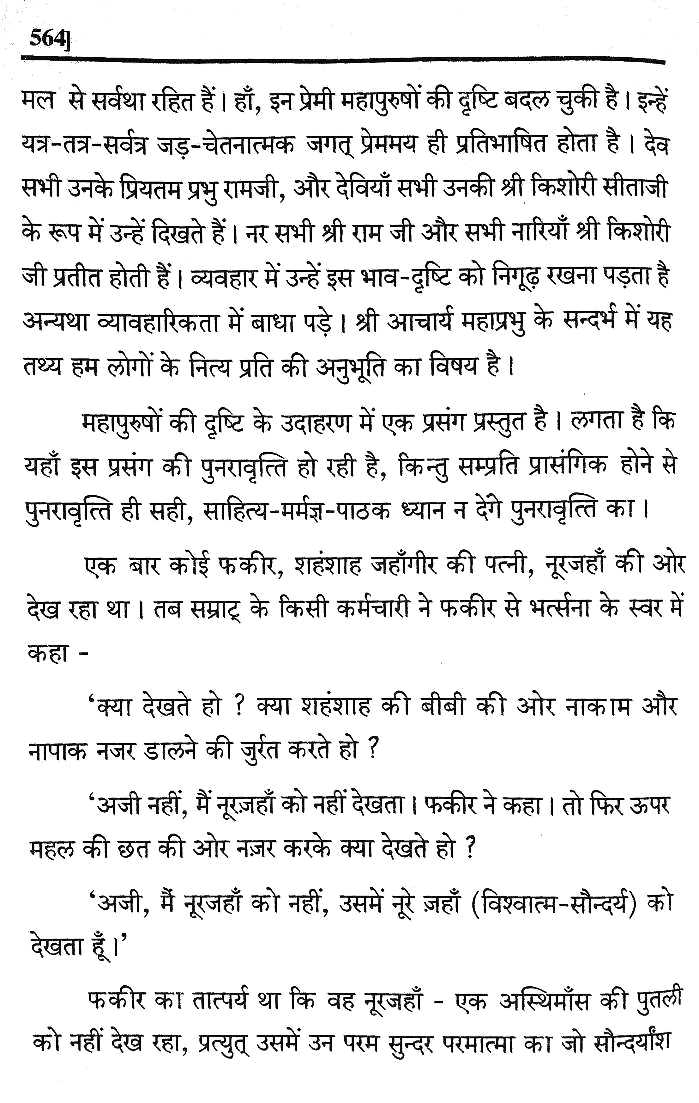 564]
मल से सर्वथा रहित हैं। हाँ, इन प्रेमी महापुरुषों की दृष्टि बदल चुकी है। इन्हें
यत्र-तत्र-सर्वत्र जड़-चेतनात्मक जगत् प्रेममय ही प्रतिभाषित होता है। देव
सभी उनके प्रियतम प्रभु रामजी, और देवियाँ सभी उनकी श्री किशोरी सीताजी
के रूप में उन्हें दिखते हैं। नर सभी श्री राम जी और सभी नारियाँ श्री किशोरी
जी प्रतीत होती हैं। व्यवहार में उन्हें इस भाव-दृष्टि को निगूढ़ रखना पड़ता है
अन्यथा व्यावहारिकता में बाधा पड़े। श्री आचार्य महाप्रभु के सन्दर्भ में यह
तथ्य हम लोगों के नित्य प्रति की अनुभूति का विषय है।
महापुरुषों की दृष्टि के उदाहरण में एक प्रसंग प्रस्तुत है। लगता है कि
यहाँ इस प्रसंग की पुनरावृत्ति हो रही है, किन्तु सम्प्रति प्रासंगिक होने से
पुनरावृत्ति ही सही, साहित्य-मर्मज्ञ-पाठक ध्यान न देंगे पुनरावृत्ति का।
एक बार कोई फकीर, शहंशाह जहाँगीर की पत्नी, नूरजहाँ की ओर
देख रहा था। तब सम्राट् के किसी कर्मचारी ने फकीर से भर्त्सना के स्वर में
कहा -
‘क्या देखते हो ? क्या शहंशाह की बीबी की ओर नाकाम और
नापाक नजर डालने की जुर्रत करते हो ?
‘अजी नहीं, मैं नूरज़हाँ को नहीं देखता। फकीर ने कहा। तो फिर ऊपर
महल की छत की ओर नज़र करके क्या देखते हो ?
‘अजी, मैं नूरजहाँ को नहीं, उसमें नूरे ज़हाँ (विश्वात्म-सौन्दर्य) को
देखता हूँ।’
फकीर का तात्पर्य था कि वह नूरजहाँ - एक अस्थिमाँस की पुतली
को नहीं देख रहा, प्रत्युत् उसमें उन परम सुन्दर परमात्मा का जो सौन्दर्यांश